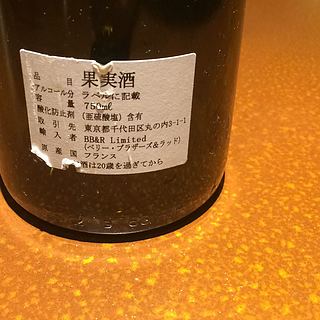 品 目 果実酒
アルコール分 ラベルに記載
容 量 750ml
酸化防止剤 (亜硫酸塩) 含有
取 引 先 東京都千代田区丸の内3-1-1
輸 入 者 BB&R Limited
(ベリー・ブラザーズ&ラッド)
原 産 国 フランス
酒は20歳を過ぎてから